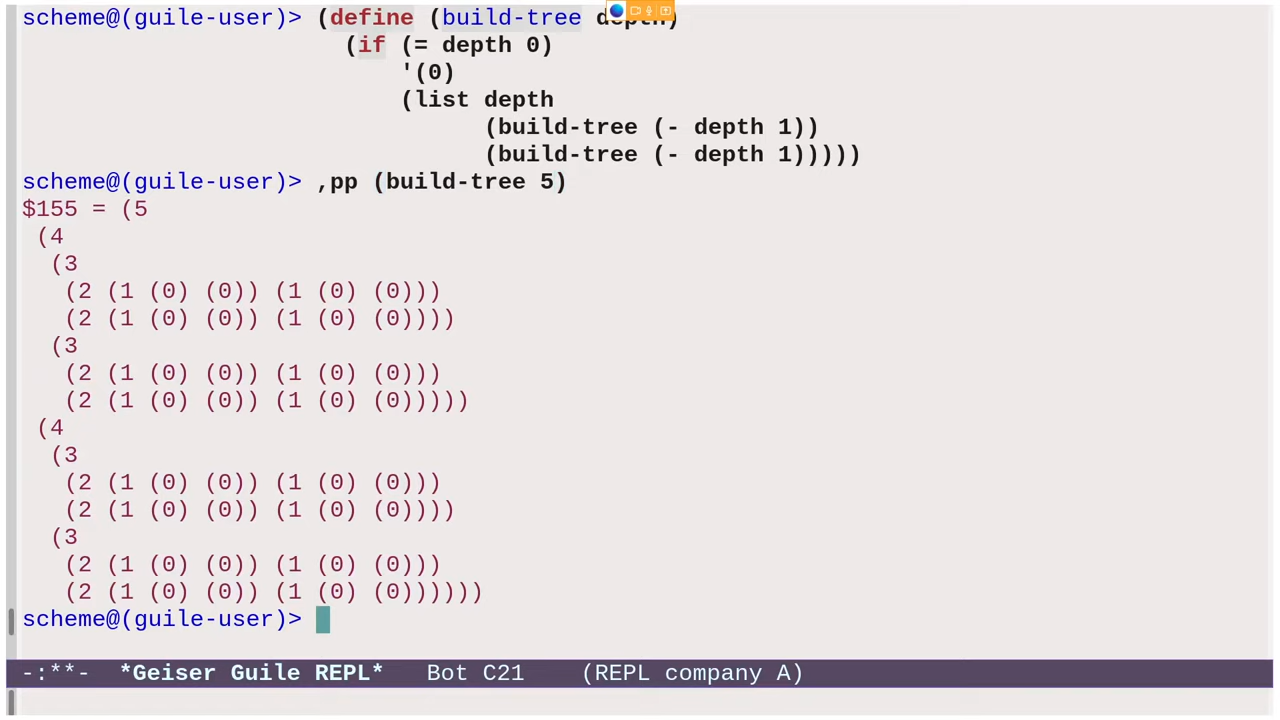 scheme@(guile-user)> (define (build-tree depth)
                       (if (= depth 0)
                           '(0)
                           (list depth
                                 (build-tree (- depth 1))
                                 (build-tree (- depth 1)))))
scheme@(guile-user)> ,pp (build-tree 5)
$155 = (5
 (4
  (3
   (2 (1 (0) (0)) (1 (0) (0)))
   (2 (1 (0) (0)) (1 (0) (0))))
  (3
   (2 (1 (0) (0)) (1 (0) (0)))
   (2 (1 (0) (0)) (1 (0) (0)))))
 (4
  (3
   (2 (1 (0) (0)) (1 (0) (0)))
   (2 (1 (0) (0)) (1 (0) (0))))
  (3
   (2 (1 (0) (0)) (1 (0) (0)))
   (2 (1 (0) (0)) (1 (0) (0))))))
scheme@(guile-user)>
-:**-  *Geiser Guile REPL*   Bot C21    (REPL company A)